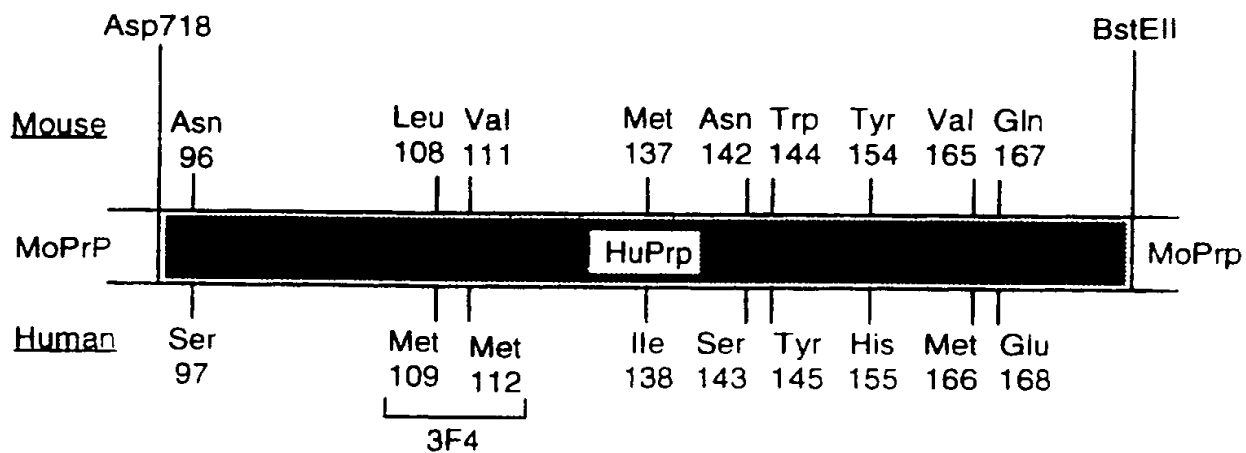 Asp718 BstEII
Mouse Asn Leu Val Met Asn Trp Tyr Val Gln
96 108 111 137 142 144 154 165 167
MoPrP HuPrp MoPrp
Human Ser Met Met Ile Ser Tyr His Met Glu
97 109 112 138 143 145 155 166 168
3F4